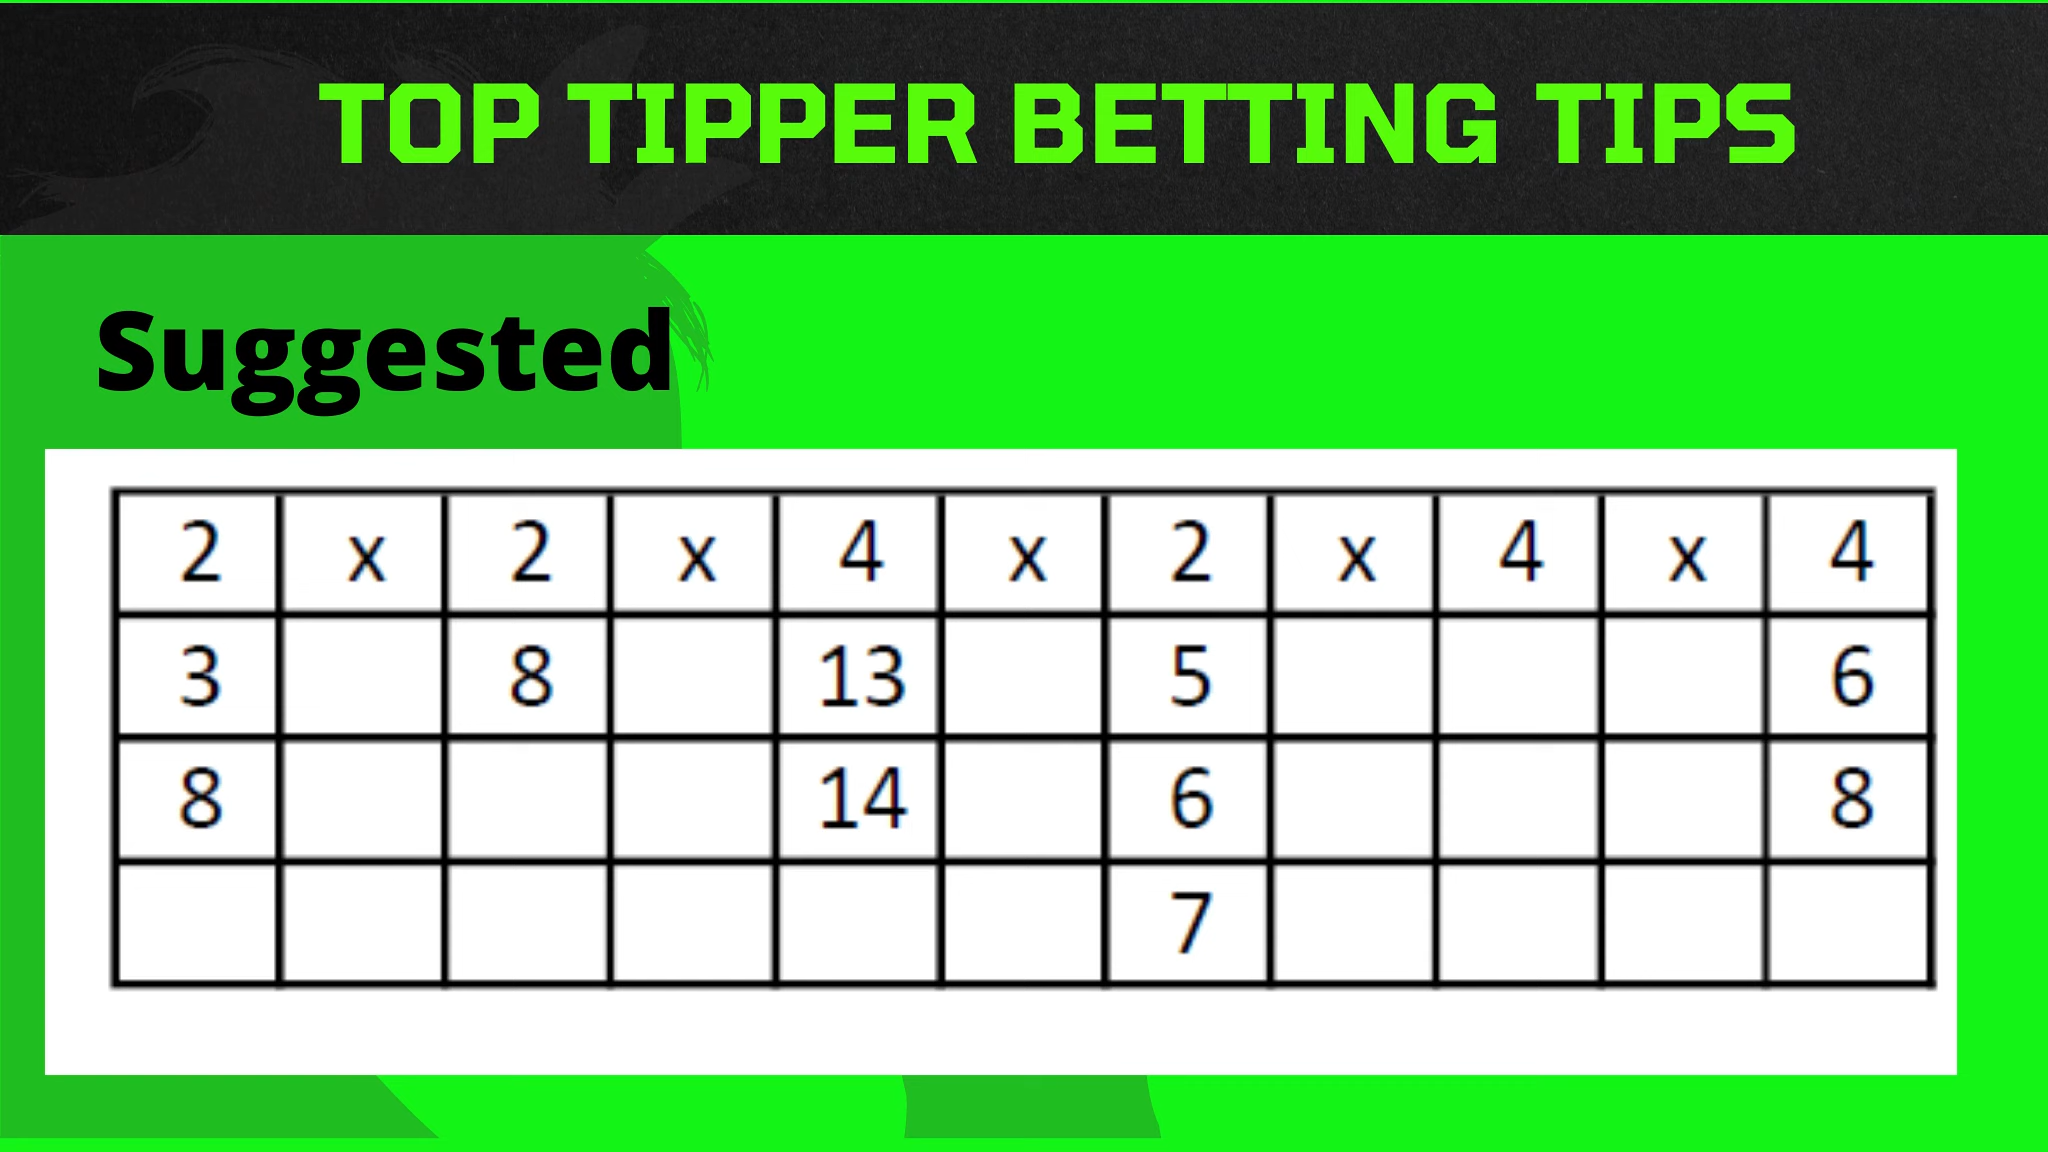 TOP TIPPER BETTING TIPS
Suggested
2 x 2 x 4 x 2 x 4 x 4
3 8 13 5 6
8 14 6 8
7